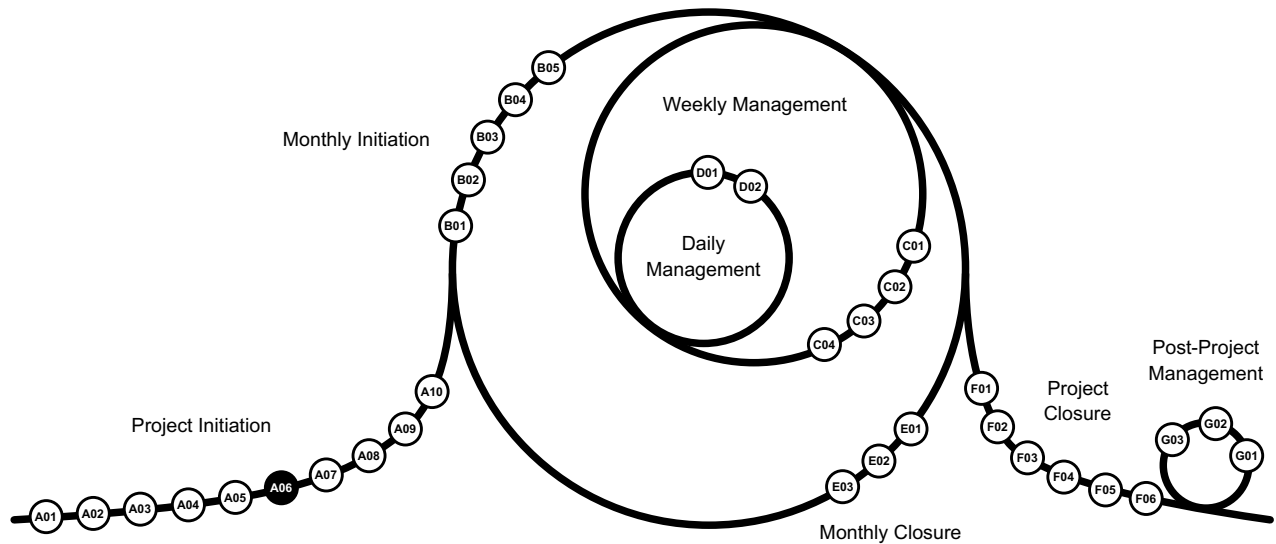 B05
B04
B03
B02
B01
Monthly Initiation
Weekly Management
D01
D02
Daily
Management
C01
C02
C03
C04
Project Initiation
A01
A02
A03
A04
A05
A06
A07
A08
A09
A10
E01
E02
E03
Monthly Closure
F01
F02
F03
F04
F05
F06
Project
Closure
Post-Project
Management
G03
G02
G01